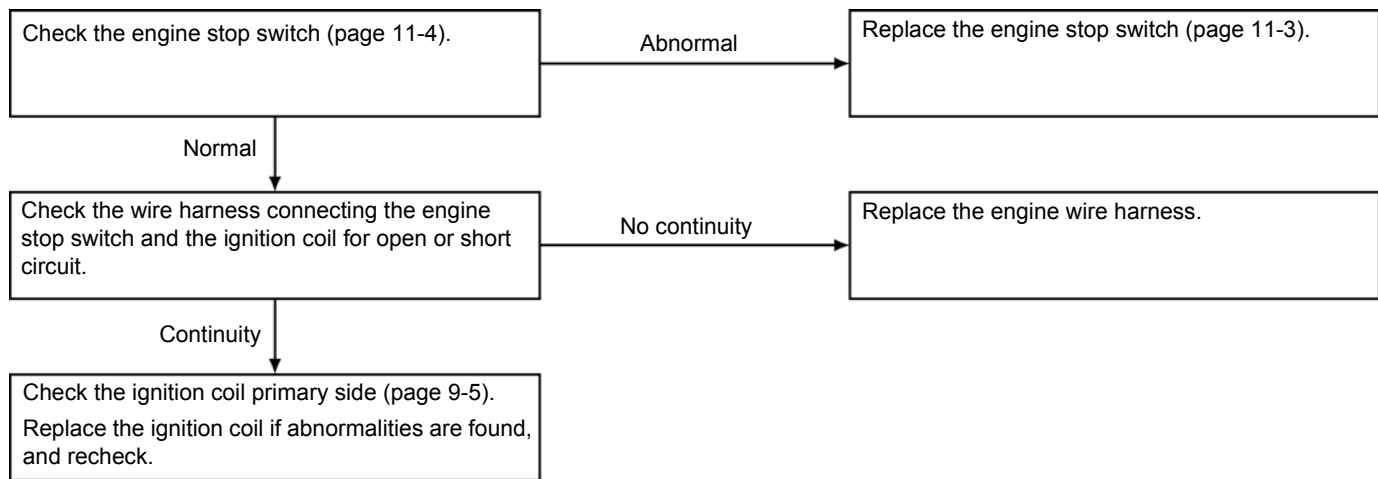 Check the engine stop switch (page 11-4).
Abnormal
Replace the engine stop switch (page 11-3).
Normal
Check the wire harness connecting the engine
stop switch and the ignition coil for open or short
circuit.
No continuity
Replace the engine wire harness.
Continuity
Check the ignition coil primary side (page 9-5).
Replace the ignition coil if abnormalities are found,
and recheck.